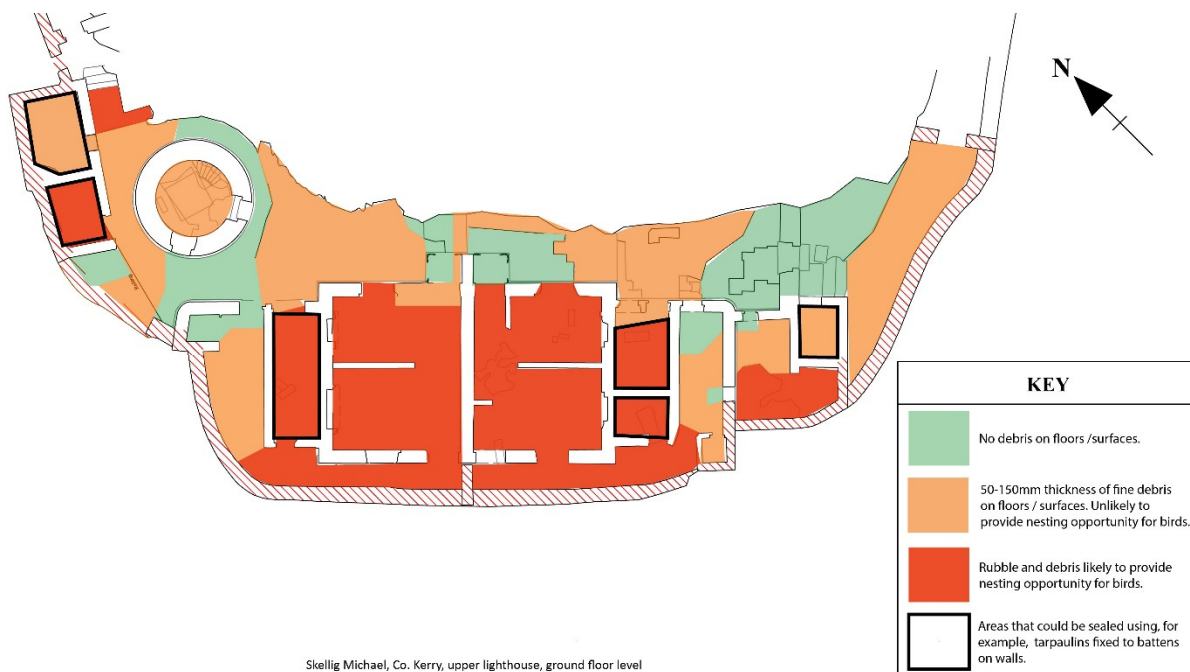 N
KEY
No debris on floors /surfaces.
50-150mm thickness of fine debris
on floors / surfaces. Unlikely to
provide nesting opportunity for birds.
Rubble and debris likely to provide
nesting opportunity for birds.
Areas that could be sealed using, for
example, tarpaulins fixed to battens
on walls.
Skellig Michael, Co. Kerry, upper lighthouse, ground floor level